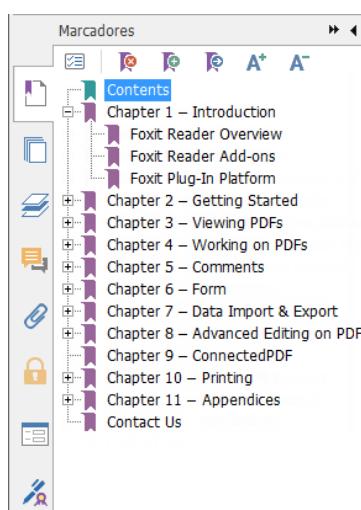 Marcadores
A+ A-
Contents
Chapter 1 – Introduction
Foxit Reader Overview
Foxit Reader Add-ons
Foxit Plug-In Platform
Chapter 2 – Getting Started
Chapter 3 – Viewing PDFs
Chapter 4 – Working on PDFs
Chapter 5 – Comments
Chapter 6 – Form
Chapter 7 – Data Import & Export
Chapter 8 – Advanced Editing on PDF
Chapter 9 – ConnectedPDF
Chapter 10 – Printing
Chapter 11 – Appendices
Contact Us